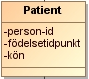 Patient
-person-id
-födelsetidpunkt
-kön